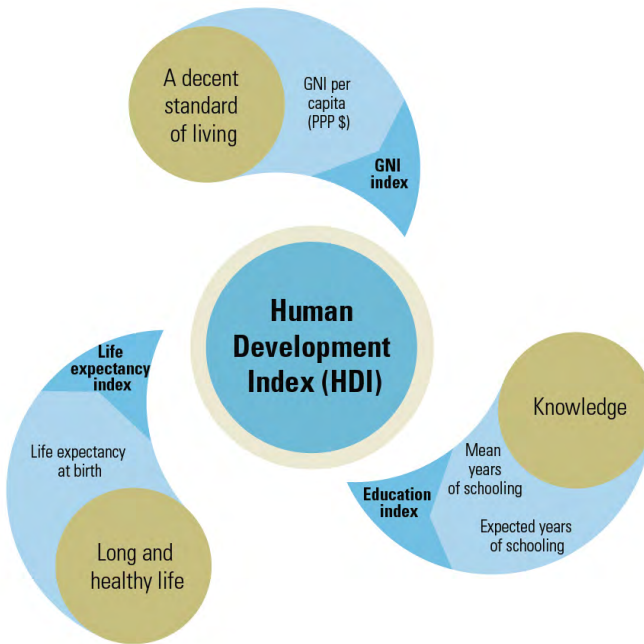 A decent
standard
of living
GNI per
capita
(PPP $)
GNI
index
Human
Development
Index (HDI)
Life
expectancy
index
Life expectancy
at birth
Long and
healthy life
Knowledge
Mean
years
of schooling
Expected years
of schooling
Education
index